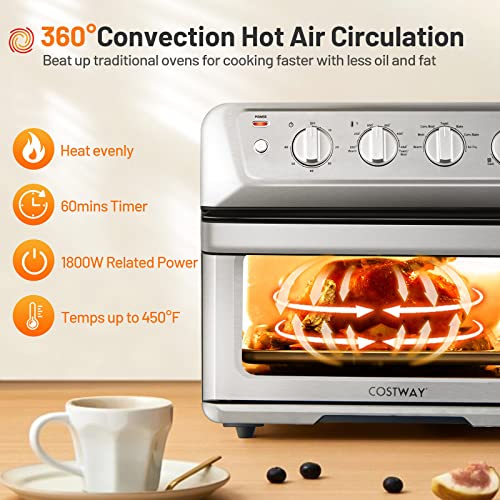 360°Convection Hot Air Circulation
Beat up traditional ovens for cooking faster with less oil and fat
Heat evenly
60mins Timer
1800W Related Power
Temps up to 450°F
POWER
COSTWAY